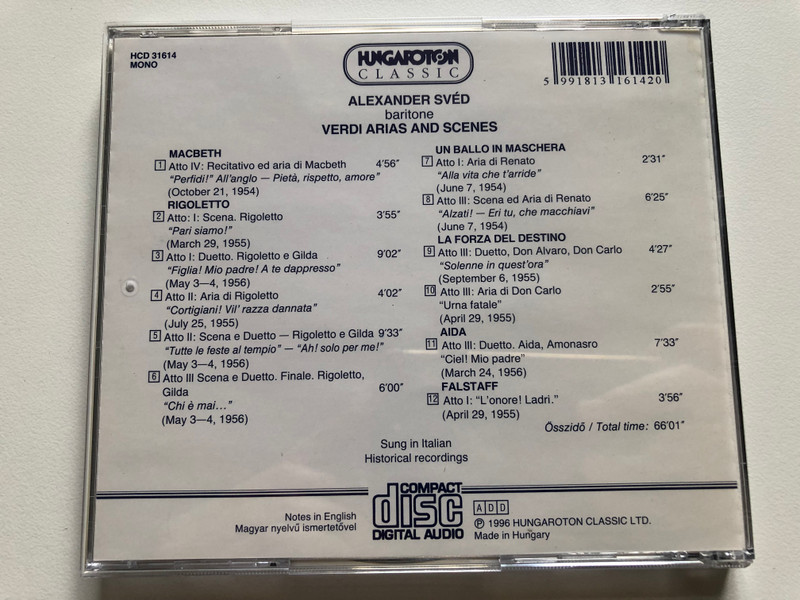 HCD 31614
MONO
HUNGAROTON
CLASSIC
5 991813 161420
ALEXANDER SVÉD
baritone
VERDI ARIAS AND SCENES
MACBETH
1 Atto IV: Recitativo ed aria di Macbeth 4'56"
"Perfidi!" All'anglo — Pietà, rispetto, amore"
(October 21, 1954)
RIGOLETTO
2 Atto: I: Scena. Rigoletto 3'55"
"Pari siamo!"
(March 29, 1955)
3 Atto I: Duetto. Rigoletto e Gilda 9'02"
"Figlia! Mio padre! A te dappresso"
(May 3—4, 1956)
4 Atto II: Aria di Rigoletto 4'02"
"Cortigiani! Vil' razza dannata"
(July 25, 1955)
5 Atto II: Scena e Duetto — Rigoletto e Gilda 9'33"
"Tutte le feste al tempio" — "Ah! solo per me!"
(May 3—4, 1956)
6 Atto III Scena e Duetto. Finale. Rigoletto,
Gilda 6'00"
"Chi è mai..."
(May 3—4, 1956)
UN BALLO IN MASCHERA
7 Atto I: Aria di Renato 2'31"
"Alla vita che t'arride"
(June 7, 1954)
8 Atto III: Scena ed Aria di Renato 6'25"
"Alzati! — Eri tu, che macchiavi"
(June 7, 1954)
LA FORZA DEL DESTINO
9 Atto III: Duetto, Don Alvaro, Don Carlo 4'27"
"Solenne in quest'ora"
(September 6, 1955)
10 Atto III: Aria di Don Carlo 2'55"
"Urna fatale"
(April 29, 1955)
AIDA
11 Atto III: Duetto. Aida, Amonasro 7'33"
"Ciel! Mio padre"
(March 24, 1956)
FALSTAFF
12 Atto I: "L'onore! Ladri." 3'56"
(April 29, 1955)
Összidő / Total time: 66'01"
Sung in Italian
Historical recordings
Notes in English
Magyar nyelvű ismertetővel
COMPACT
disc
DIGITAL AUDIO
ADD
℗ 1996 HUNGAROTON CLASSIC LTD.
Made in Hungary